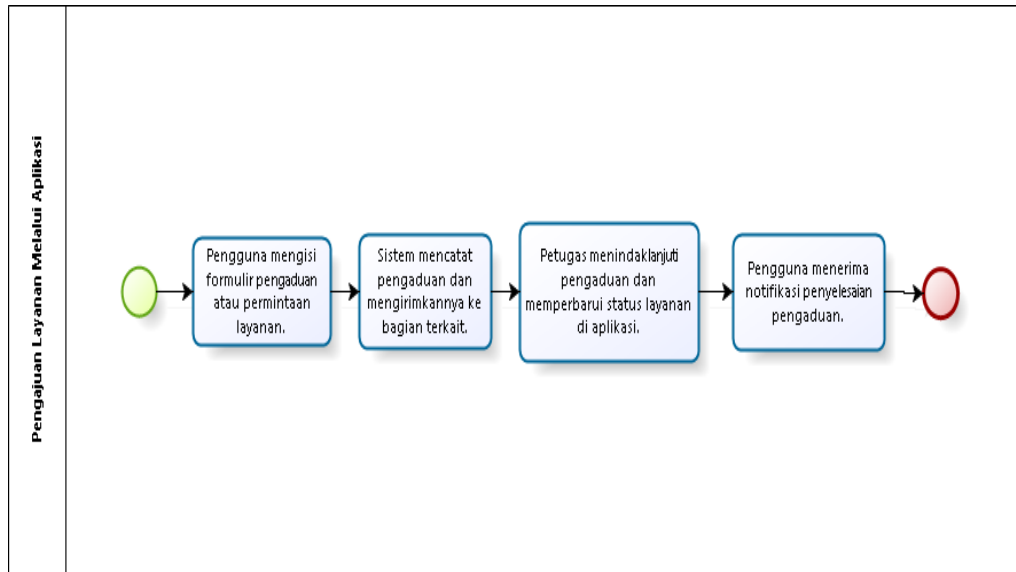 Pengajuan Layanan Melalui Aplikasi
Pengguna mengisi
formulir pengaduan
atau permintaan
layanan.
Sistem mencatat
pengaduan dan
mengirimkannya ke
bagian terkait.
Petugas menindaklanjuti
pengaduan dan
memperbarui status layanan
di aplikasi.
Pengguna menerima
notifikasi penyelesaian
pengaduan.